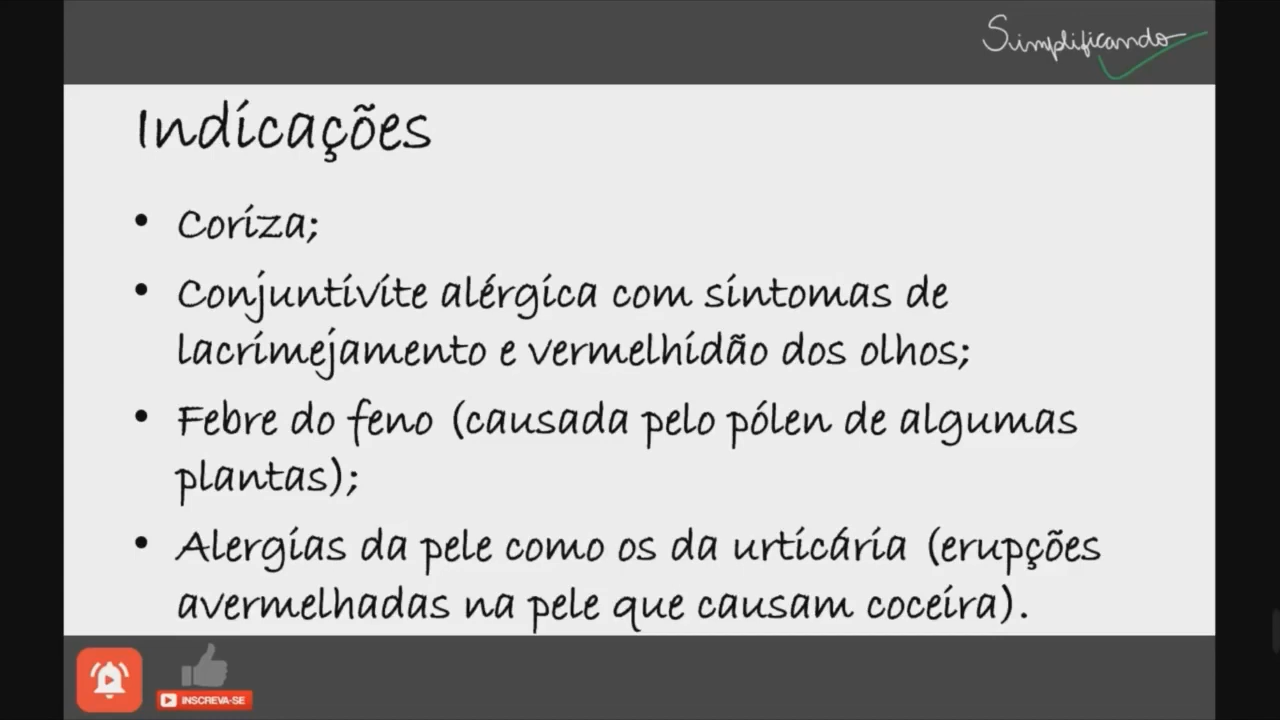 Simplificando
Indicações
• Coriza;
• Conjuntivite alérgica com sintomas de
lacrimejamento e vermelhidão dos olhos;
• Febre do feno (causada pelo pólen de algumas
plantas);
• Alergias da pele como os da urticária (erupções
avermelhadas na pele que causam coceira).
INSCREVA-SE